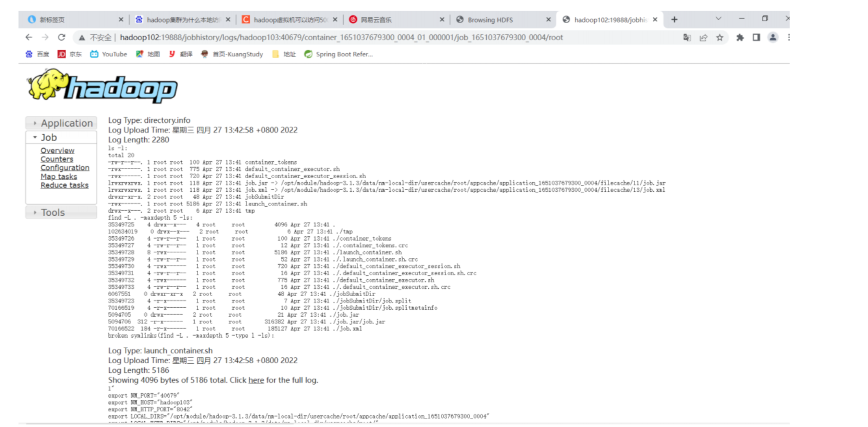 新标签页
hadoop集群为什么本地访
hadoop虚拟机可以访问50
网易云音乐
Browsing HDFS
hadoop102:19888/jobhis
不安全 | hadoop102:19888/jobhistory/logs/hadoop103:40679/container_1651037679300_0004_01_000001/job_1651037679300_0004/root
百度 京东 YouTube 地图 翻译 首页-KuangStudy 地址 Spring Boot Refer...
hadoop
Application
Job
Overview
Counters
Configuration
Map tasks
Reduce tasks
Tools
Log Type: directory.info
Log Upload Time: 星期三 四月 27 13:42:58 +0800 2022
Log Length: 2280
ls -l:
total 20
-rw-r--r--. 1 root root 100 Apr 27 13:41 container_tokens
-rwx------. 1 root root 775 Apr 27 13:41 default_container_executor.sh
-rwx------. 1 root root 720 Apr 27 13:41 default_container_executor_session.sh
lrwxrwxrwx. 1 root root 118 Apr 27 13:41 job.jar -> /opt/module/hadoop-3.1.3/data/nm-local-dir/usercache/root/appcache/application_1651037679300_0004/filecache/11/job.jar
lrwxrwxrwx. 1 root root 118 Apr 27 13:41 job.xml -> /opt/module/hadoop-3.1.3/data/nm-local-dir/usercache/root/appcache/application_1651037679300_0004/filecache/13/job.xml
drwxr-xr-x. 2 root root 48 Apr 27 13:41 jobSubmitDir
-rwx------. 1 root root 5186 Apr 27 13:41 launch_container.sh
drwx--x---. 2 root root 6 Apr 27 13:41 tmp
find -L . -maxdepth 5 -ls:
35349725 4 drwx--x--- 4 root root 4096 Apr 27 13:41 .
102634019 0 drwx--x--- 2 root root 6 Apr 27 13:41 ./tmp
35349726 4 -rw-r--r-- 1 root root 100 Apr 27 13:41 ./container_tokens
35349727 4 -rw-r--r-- 1 root root 12 Apr 27 13:41 ./.container_tokens.crc
35349728 8 -rwx------ 1 root root 5186 Apr 27 13:41 ./launch_container.sh
35349729 4 -rw-r--r-- 1 root root 52 Apr 27 13:41 ./.launch_container.sh.crc
35349730 4 -rwx------ 1 root root 720 Apr 27 13:41 ./default_container_executor_session.sh
35349731 4 -rw-r--r-- 1 root root 16 Apr 27 13:41 ./.default_container_executor_session.sh.crc
35349732 4 -rwx------ 1 root root 775 Apr 27 13:41 ./default_container_executor.sh
35349733 4 -rw-r--r-- 1 root root 16 Apr 27 13:41 ./.default_container_executor.sh.crc
6067551 0 drwxr-xr-x 2 root root 48 Apr 27 13:41 ./jobSubmitDir
35349723 4 -r-x------ 1 root root 7 Apr 27 13:41 ./jobSubmitDir/job.split
70166519 4 -r-x------ 1 root root 10 Apr 27 13:41 ./jobSubmitDir/job.splitmetainfo
5094705 0 drwx------ 2 root root 21 Apr 27 13:41 ./job.jar
5094706 312 -r-x------ 1 root root 316382 Apr 27 13:41 ./job.jar/job.jar
70166522 184 -r-x------ 1 root root 185127 Apr 27 13:41 ./job.xml
broken symlinks(find -L . -maxdepth 5 -type l -ls):
Log Type: launch_container.sh
Log Upload Time: 星期三 四月 27 13:42:58 +0800 2022
Log Length: 5186
Showing 4096 bytes of 5186 total. Click here for the full log.
1"
export NM_PORT="40679"
export NM_HOST="hadoop103"
export NM_HTTP_PORT="8042"
export LOCAL_DIRS="/opt/module/hadoop-3.1.3/data/nm-local-dir/usercache/root/appcache/application_1651037679300_0004"